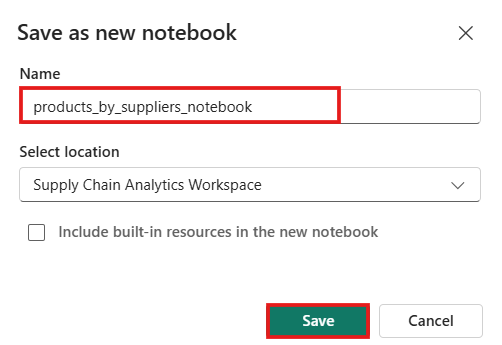 Save as new notebook
Name
products_by_suppliers_notebook
Select location
Supply Chain Analytics Workspace
Include built-in resources in the new notebook
Save Cancel